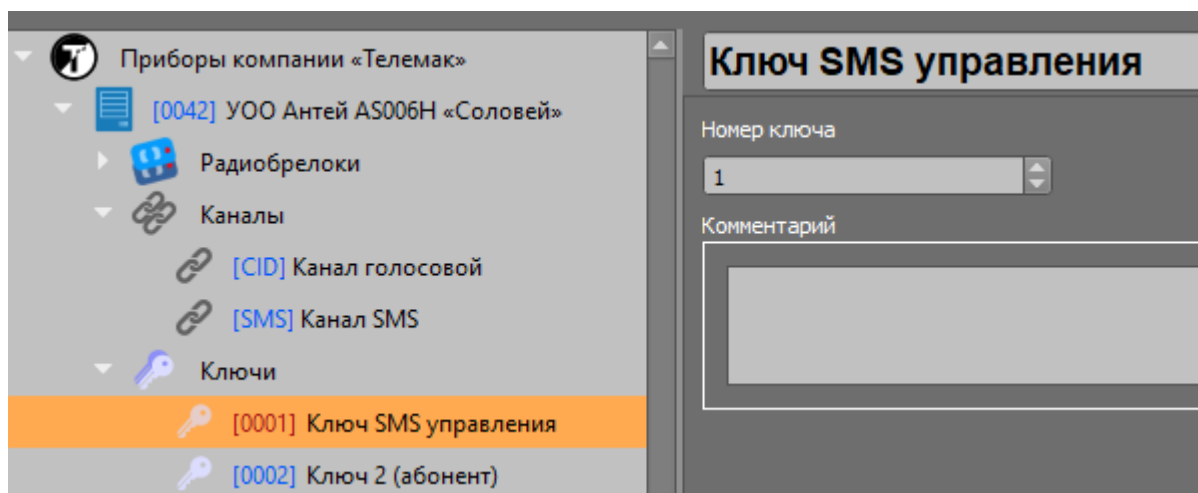 Приборы компании «Телемак»
[0042] УОО Антей AS006H «Соловей»
Радиобрелоки
Каналы
[CID] Канал голосовой
[SMS] Канал SMS
Ключи
[0001] Ключ SMS управления
[0002] Ключ 2 (абонент)
Ключ SMS управления
Номер ключа
1
Комментарий